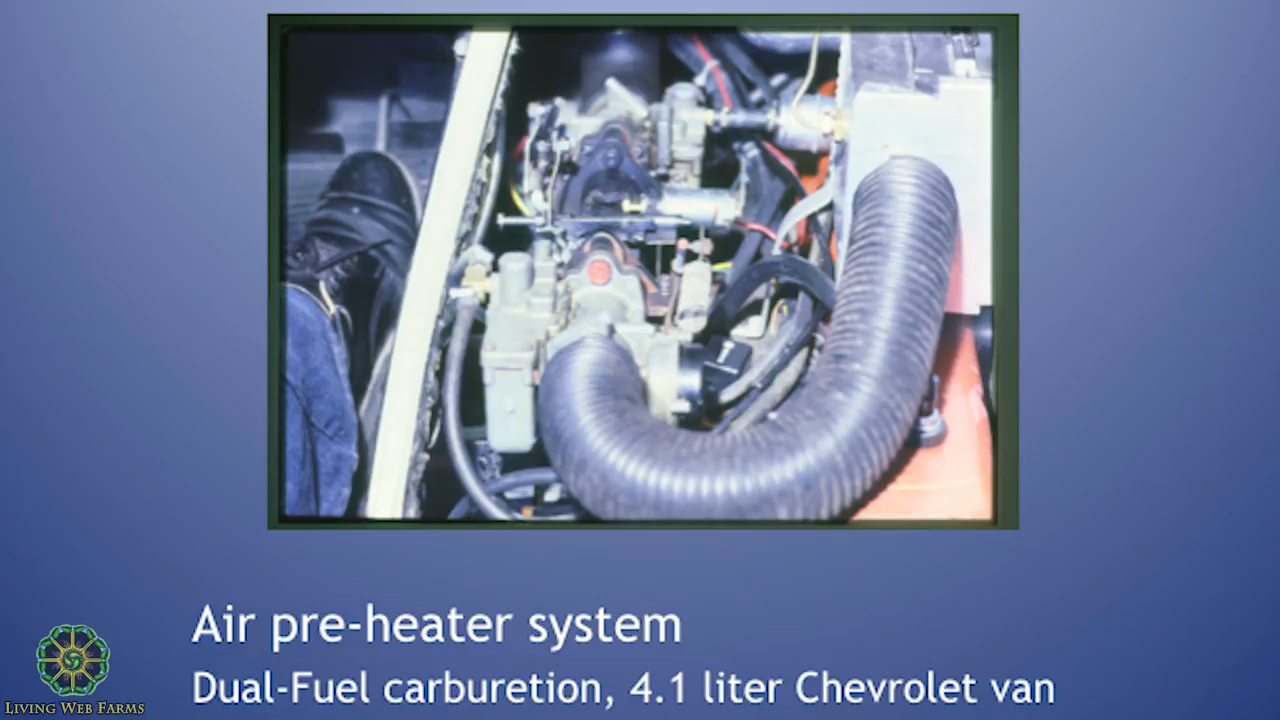 Air pre-heater system
Dual-Fuel carburetion, 4.1 liter Chevrolet van
LIVING WEB FARMS